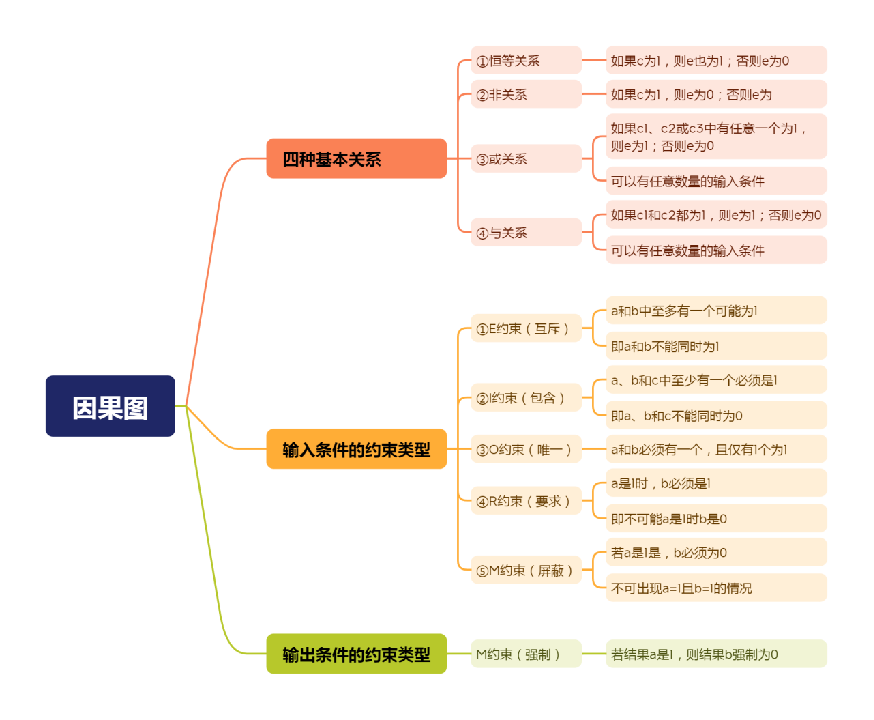 因果图
四种基本关系
①恒等关系
如果c为1，则e也为1；否则e为0
②非关系
如果c为1，则e为0；否则e为
③或关系
如果c1、c2或c3中有任意一个为1，
则e为1；否则e为0
可以有任意数量的输入条件
④与关系
如果c1和c2都为1，则e为1；否则e为0
可以有任意数量的输入条件
输入条件的约束类型
①E约束（互斥）
a和b中至多有一个可能为1
即a和b不能同时为1
②I约束（包含）
a、b和c中至少有一个必须是1
即a、b和c不能同时为0
③O约束（唯一）
a和b必须有一个，且仅有1个为1
④R约束（要求）
a是1时，b必须是1
即不可能a是1时b是0
⑤M约束（屏蔽）
若a是1是，b必须为0
不可出现a=1且b=1的情况
输出条件的约束类型
M约束（强制）
若结果a是1，则结果b强制为0